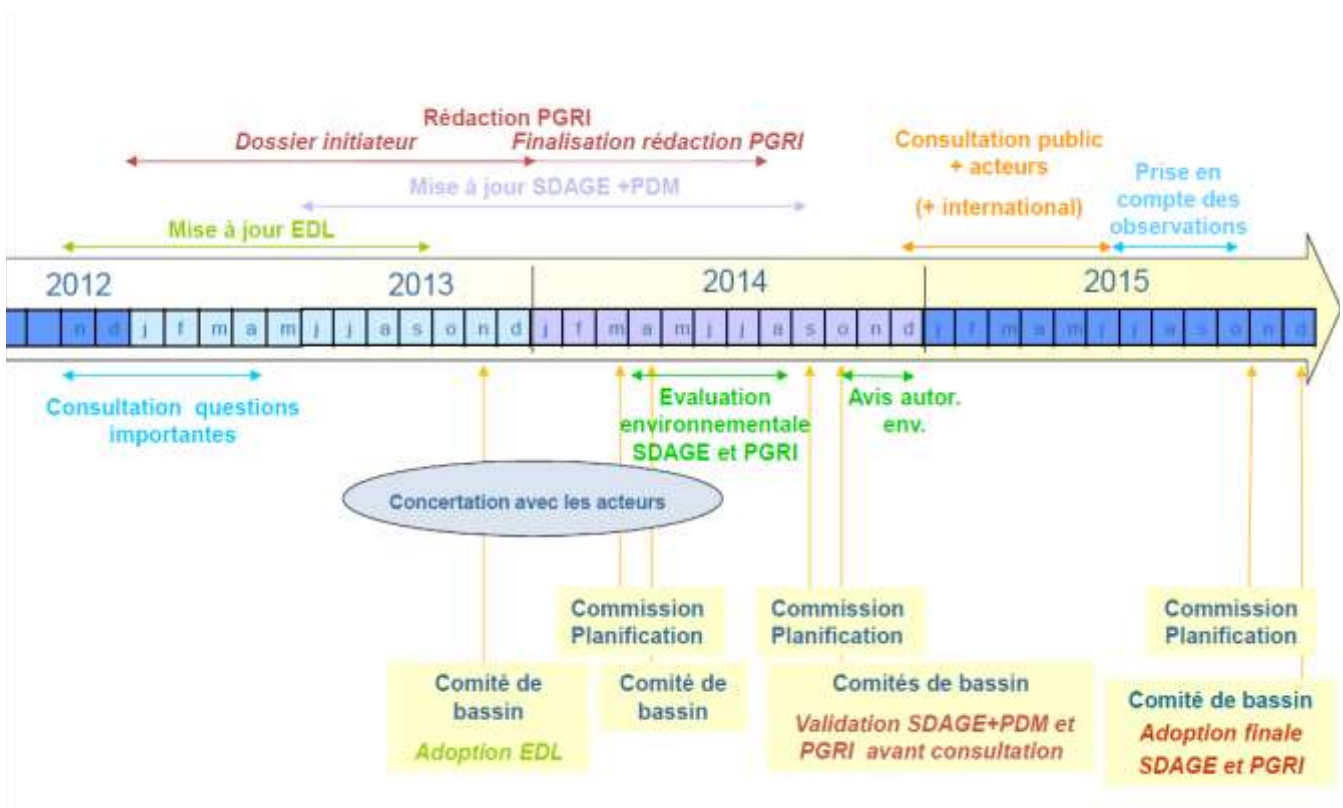 Rédaction PGRI
Dossier initiateur
Finalisation rédaction PGRI
Consultation public
+ acteurs
(+ international)
Prise en
compte des
observations
Mise à jour SDAGE +PDM
Mise à jour EDL
2012
2013
2014
2015
n d j f m a m j j a s o n d j f m a m j j a s o n d j f m a m j j a s o n d
Consultation questions
importantes
Evaluation
environnementale
SDAGE et PGRI
Avis autor.
env.
Concertation avec les acteurs
Commission
Planification
Commission
Planification
Commission
Planification
Comité de
bassin
Adoption EDL
Comité de
bassin
Comités de bassin
Validation SDAGE+PDM et
PGRI avant consultation
Comité de bassin
Adoption finale
SDAGE et PGRI